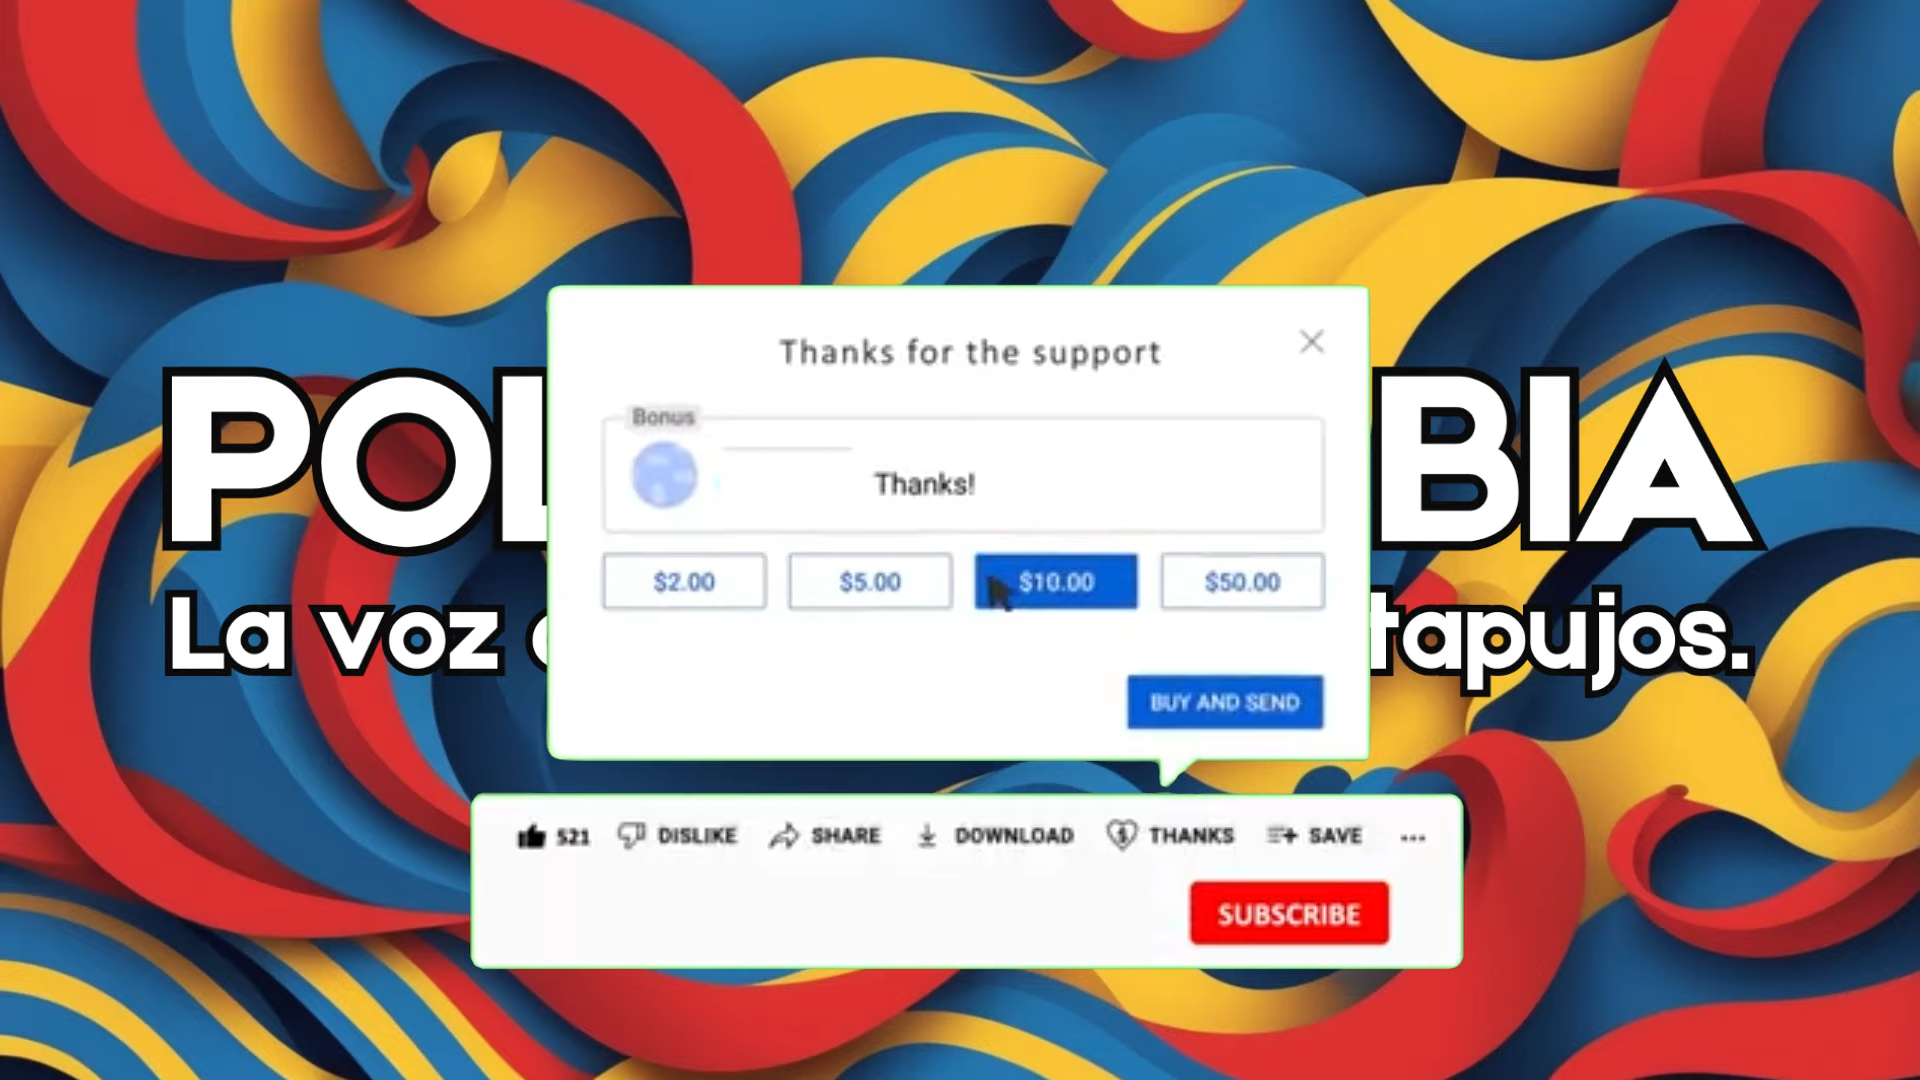 Thanks for the support
Bonus
Thanks!
$2.00 $5.00 $10.00 $50.00
BUY AND SEND
BIA
La voz
tapujos.
521 DISLIKE SHARE DOWNLOAD THANKS SAVE ...
SUBSCRIBE